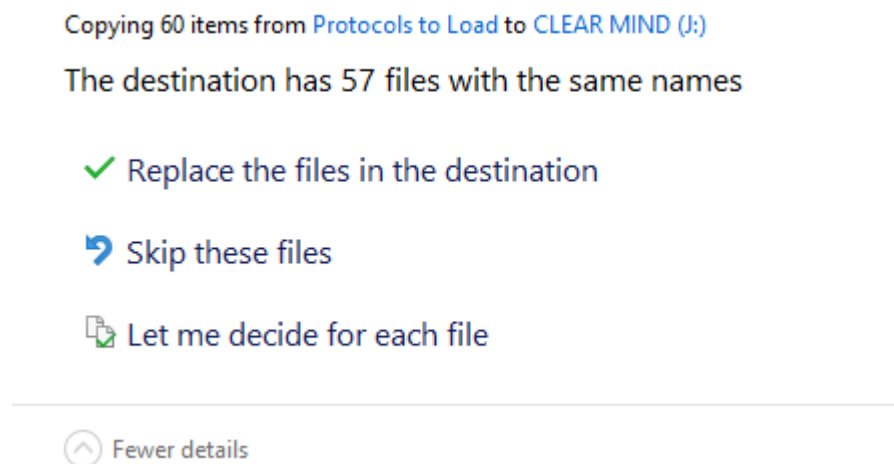 Copying 60 items from Protocols to Load to CLEAR MIND (J:)
The destination has 57 files with the same names
Replace the files in the destination
Skip these files
Let me decide for each file
Fewer details